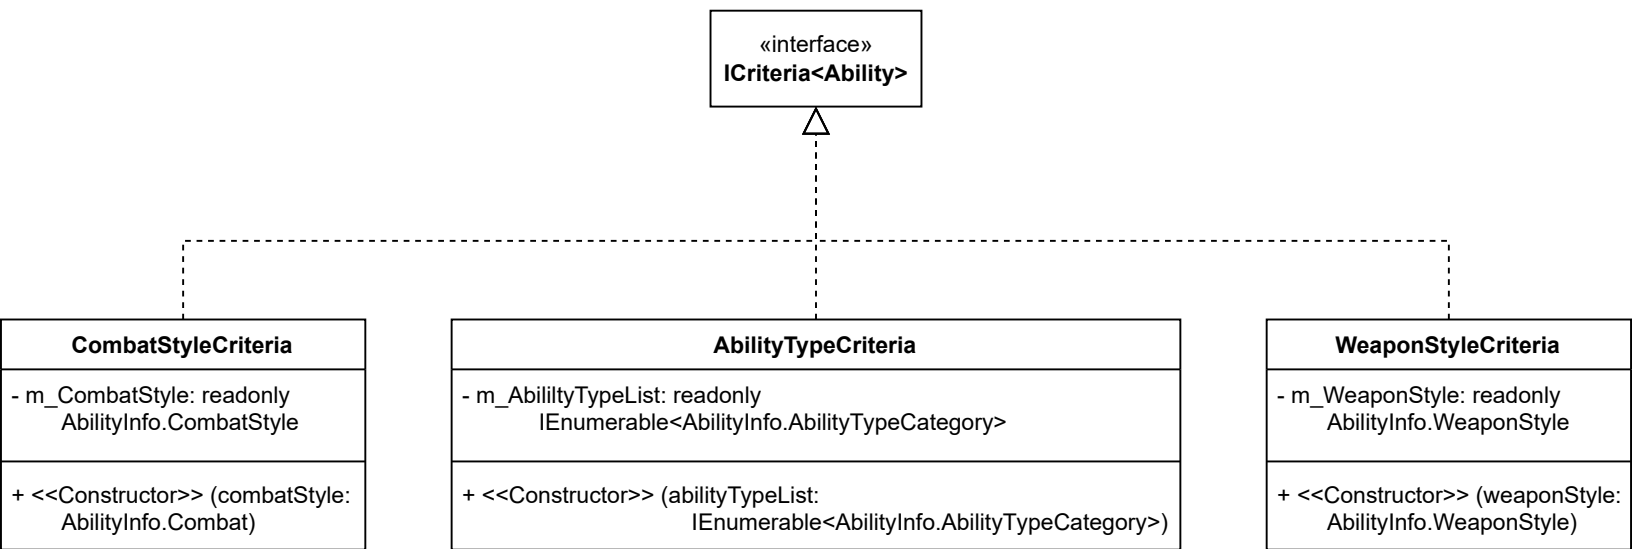 «interface»
ICriteria<Ability>
CombatStyleCriteria
- m_CombatStyle: readonly
AbilityInfo.CombatStyle
+ <<Constructor>> (combatStyle:
AbilityInfo.Combat)
AbilityTypeCriteria
- m_AbililtyTypeList: readonly
IEnumerable<AbilityInfo.AbilityTypeCategory>
+ <<Constructor>> (abilityTypeList:
IEnumerable<AbilityInfo.AbilityTypeCategory>)
WeaponStyleCriteria
- m_WeaponStyle: readonly
AbilityInfo.WeaponStyle
+ <<Constructor>> (weaponStyle:
AbilityInfo.WeaponStyle)